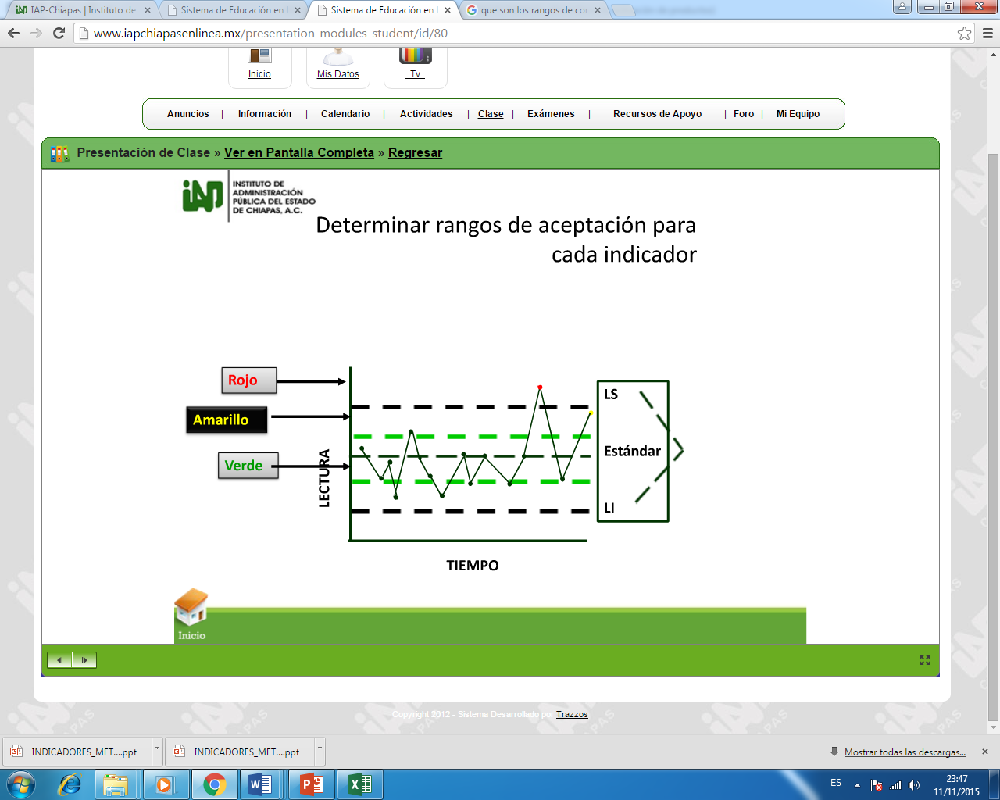 IAP-Chiapas | Instituto de
Sistema de Educación en
Sistema de Educación en
que son los rangos de con
www.iapchiapasenlinea.mx/presentation-modules-student/id/80
Inicio
Mis Datos
Tv
Anuncios | Información | Calendario | Actividades | Clase | Exámenes | Recursos de Apoyo | Foro | Mi Equipo
Presentación de Clase » Ver en Pantalla Completa » Regresar
INSTITUTO DE
ADMINISTRACIÓN
PÚBLICA DEL ESTADO
DE CHIAPAS, A.C.
Determinar rangos de aceptación para
cada indicador
Rojo
Amarillo
Verde
LECTURA
LS
Estándar
LI
TIEMPO
Inicio
Copyright 2012 - Sistema Desarrollado por Trazzos
INDICADORES_MET....ppt
INDICADORES_MET....ppt
Mostrar todas las descargas...
ES
23:47
11/11/2015